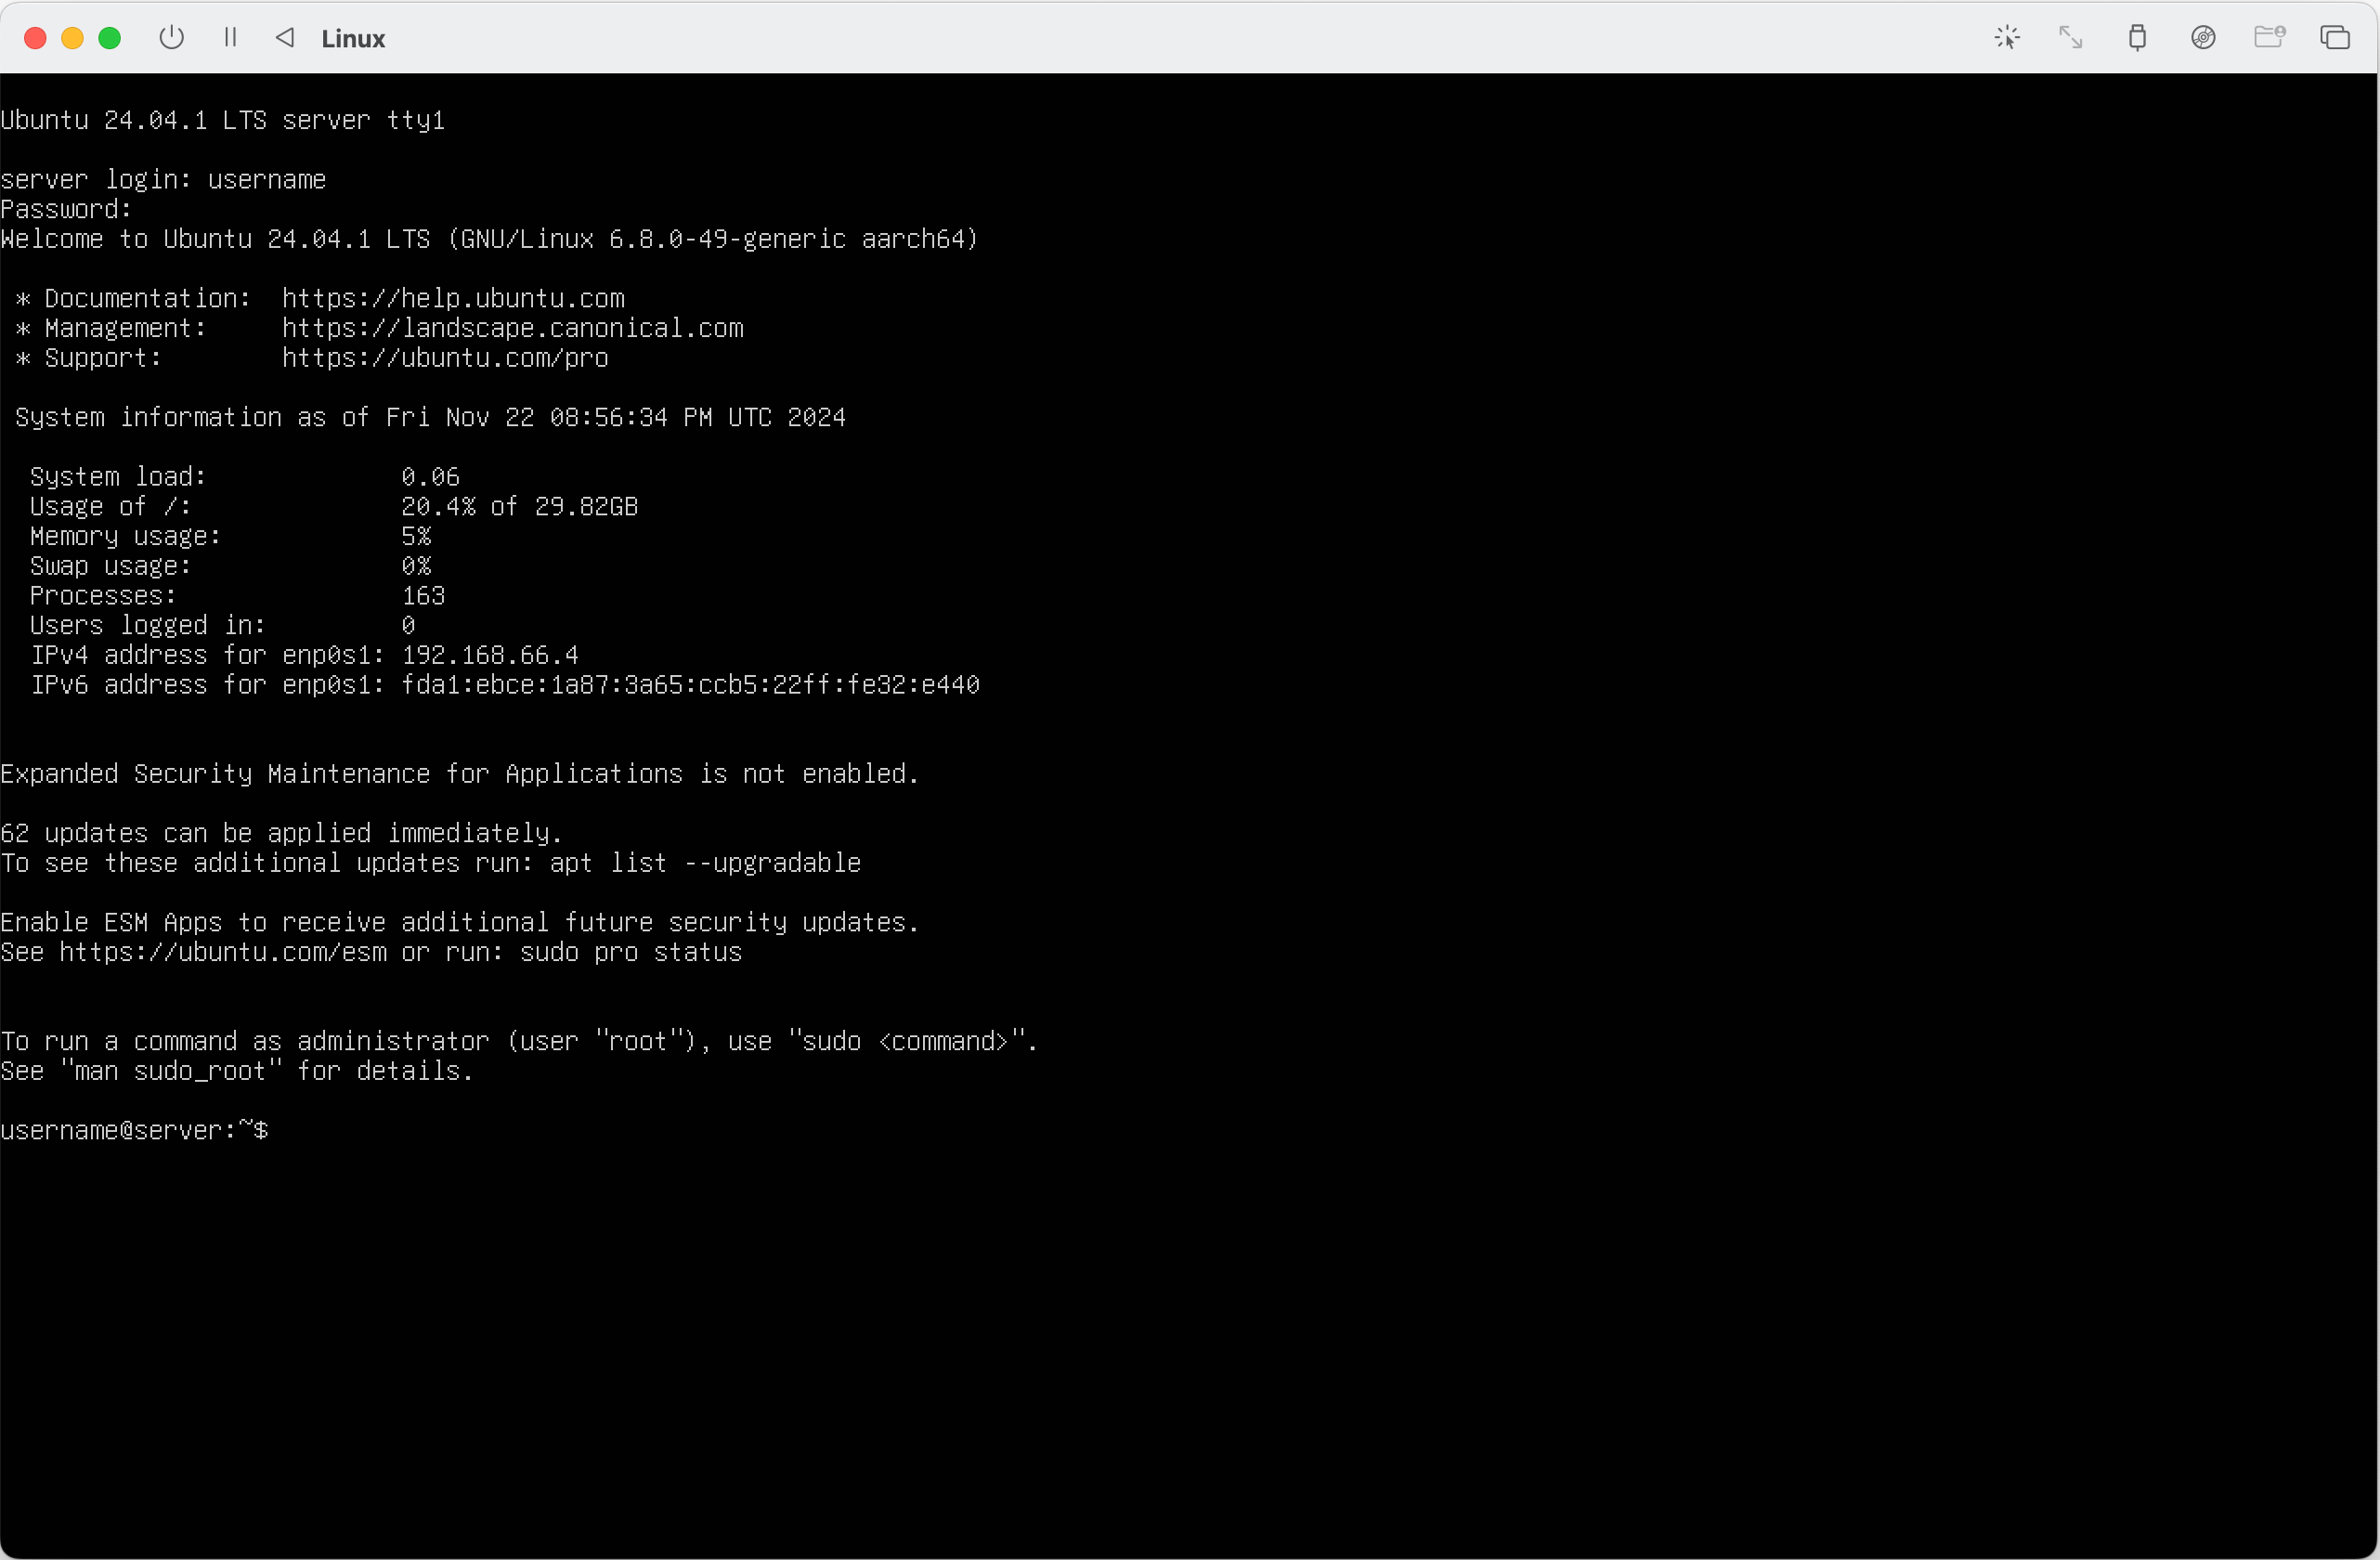 Linux
Ubuntu 24.04.1 LTS server tty1
server login: username
Password:
Welcome to Ubuntu 24.04.1 LTS (GNU/Linux 6.8.0-49-generic aarch64)
* Documentation:  https://help.ubuntu.com
* Management:     https://landscape.canonical.com
* Support:        https://ubuntu.com/pro
System information as of Fri Nov 22 08:56:34 PM UTC 2024
System load:             0.06
Usage of /:              20.4% of 29.82GB
Memory usage:            5%
Swap usage:              0%
Processes:               163
Users logged in:         0
IPv4 address for enp0s1: 192.168.66.4
IPv6 address for enp0s1: fda1:ebce:1a87:3a65:ccb5:22ff:fe32:e440
Expanded Security Maintenance for Applications is not enabled.
62 updates can be applied immediately.
To see these additional updates run: apt list --upgradable
Enable ESM Apps to receive additional future security updates.
See https://ubuntu.com/esm or run: sudo pro status
To run a command as administrator (user "root"), use "sudo <command>".
See "man sudo_root" for details.
username@server:~$